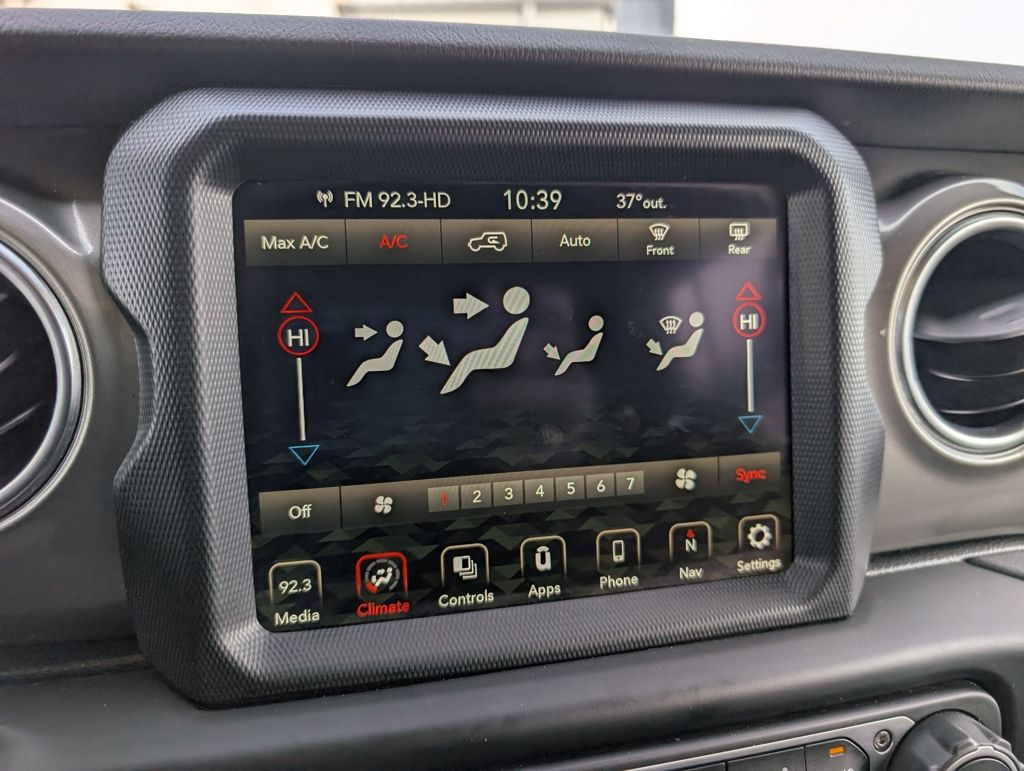 FM 92.3-HD 10:39 37°out.
Max A/C A/C Auto Front Rear
HI HI
Off 1 2 3 4 5 6 7 Sync
92.3 N
Media Climate Controls Apps Phone Nav Settings